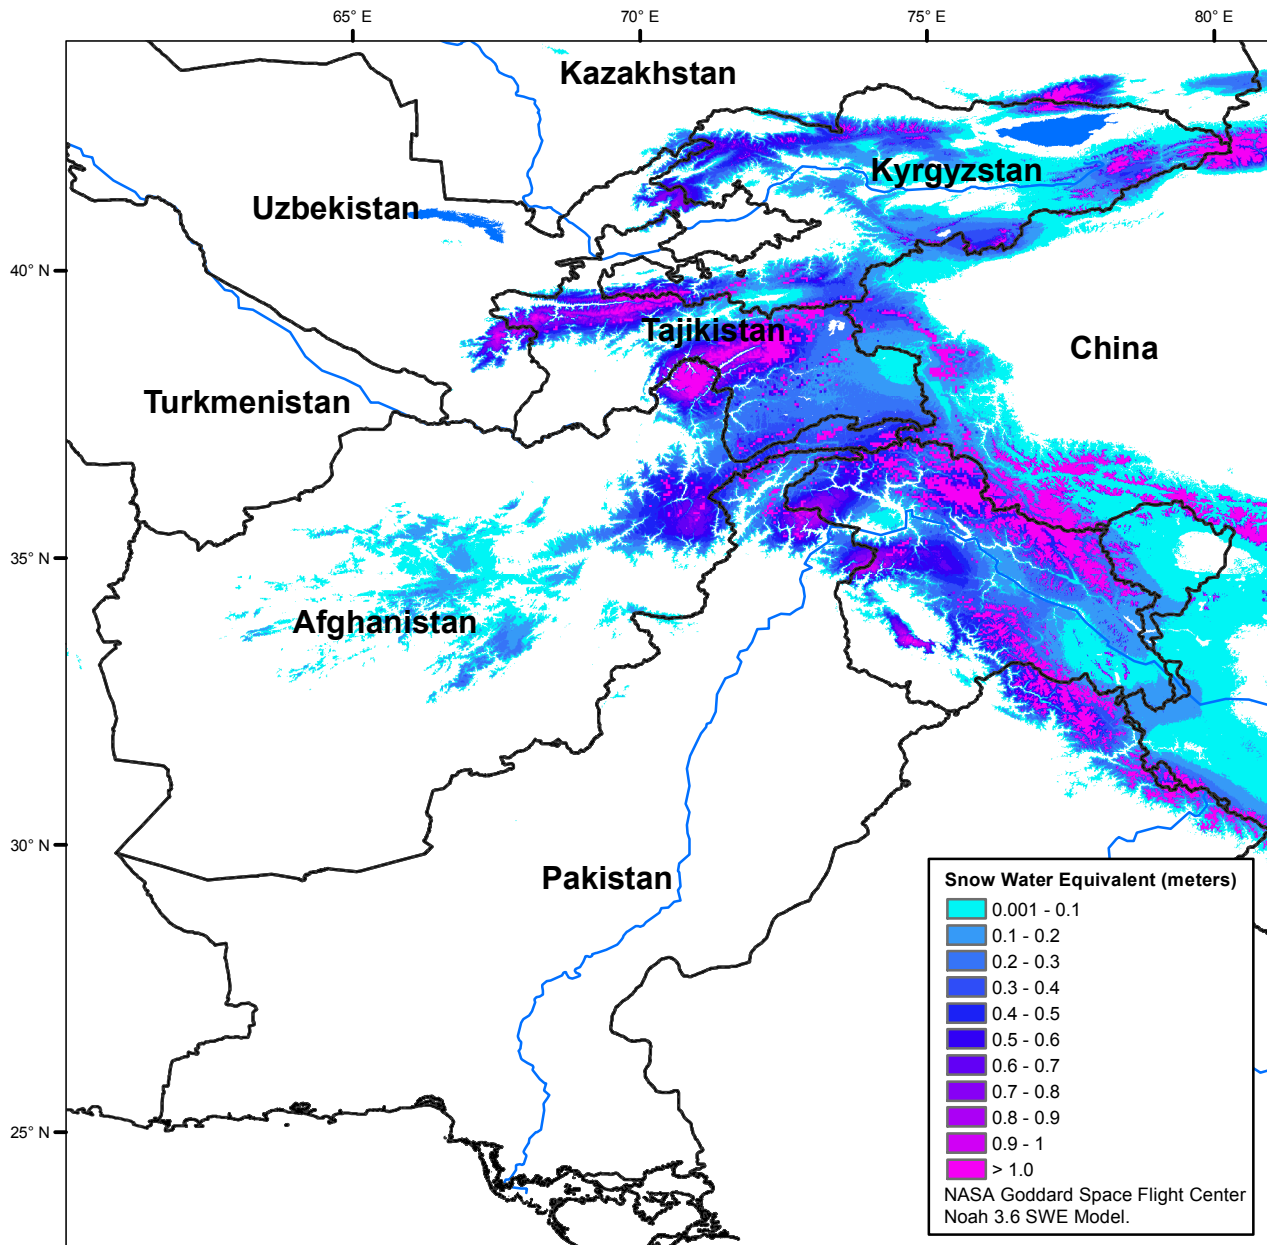 65° E
70° E
75° E
80° E
Kazakhstan
Kyrgyzstan
Uzbekistan
40° N
Tajikistan
China
Turkmenistan
35° N
Afghanistan
30° N
Pakistan
25° N
Snow Water Equivalent (meters)
0.001 - 0.1
0.1 - 0.2
0.2 - 0.3
0.3 - 0.4
0.4 - 0.5
0.5 - 0.6
0.6 - 0.7
0.7 - 0.8
0.8 - 0.9
0.9 - 1
> 1.0
NASA Goddard Space Flight Center
Noah 3.6 SWE Model.